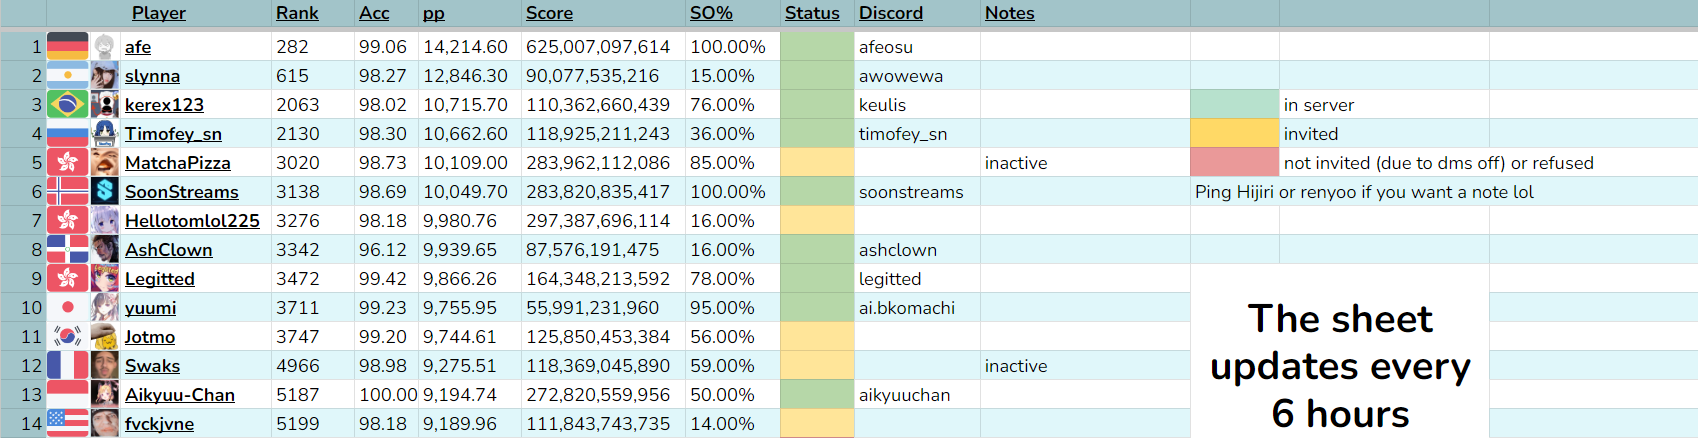 Player Rank Acc pp Score SO% Status Discord Notes
1 afe 282 99.06 14,214.60 625,007,097,614 100.00% afeosu
2 slynna 615 98.27 12,846.30 90,077,535,216 15.00% awowewa
3 kerex123 2063 98.02 10,715.70 110,362,660,439 76.00% keulis in server
4 Timofey_sn 2130 98.30 10,662.60 118,925,211,243 36.00% timofey_sn invited
5 MatchaPizza 3020 98.73 10,109.00 283,962,112,086 85.00% inactive not invited (due to dms off) or refused
6 SoonStreams 3138 98.69 10,049.70 283,820,835,417 100.00% soonstreams Ping Hijiri or renyoo if you want a note lol
7 Hellotomlol225 3276 98.18 9,980.76 297,387,696,114 16.00%
8 AshClown 3342 96.12 9,939.65 87,576,191,475 16.00% ashclown
9 Legitted 3472 99.42 9,866.26 164,348,213,592 78.00% legitted
10 yuumi 3711 99.23 9,755.95 55,991,231,960 95.00% ai.bkomachi
11 Jotmo 3747 99.20 9,744.61 125,850,453,384 56.00%
12 Swaks 4966 98.98 9,275.51 118,369,045,890 59.00% inactive
13 Aikyuu-Chan 5187 100.00 9,194.74 272,820,559,956 50.00% aikyuuchan
14 fvckjvne 5199 98.18 9,189.96 111,843,743,735 14.00%
The sheet
updates every
6 hours